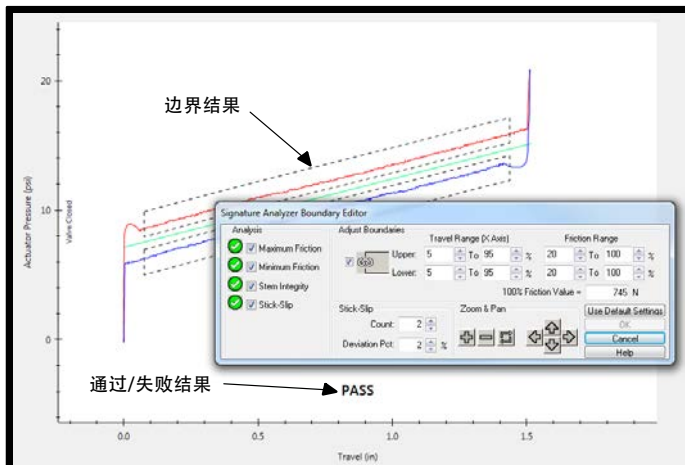 20
边界结果
Actuator Pressure (psi)
Valve Closed
10
0
Signature Analyzer Boundary Editor
Analysis
Maximum Friction
Minimum Friction
Stem Integrity
Stick-Slip
Adjust Boundaries
Travel Range (X Axis)
Friction Range
Upper: 5 To 95 % 20 To 100 %
Lower: 5 To 95 % 20 To 100 %
100% Friction Value = 745 N
Stick-Slip
Count: 2
Deviation Pct: 2 %
Zoom & Pan
Use Default Settings
OK
Cancel
Help
通过/失败结果
PASS
0.0 0.5 1.0 1.5
Travel (in)